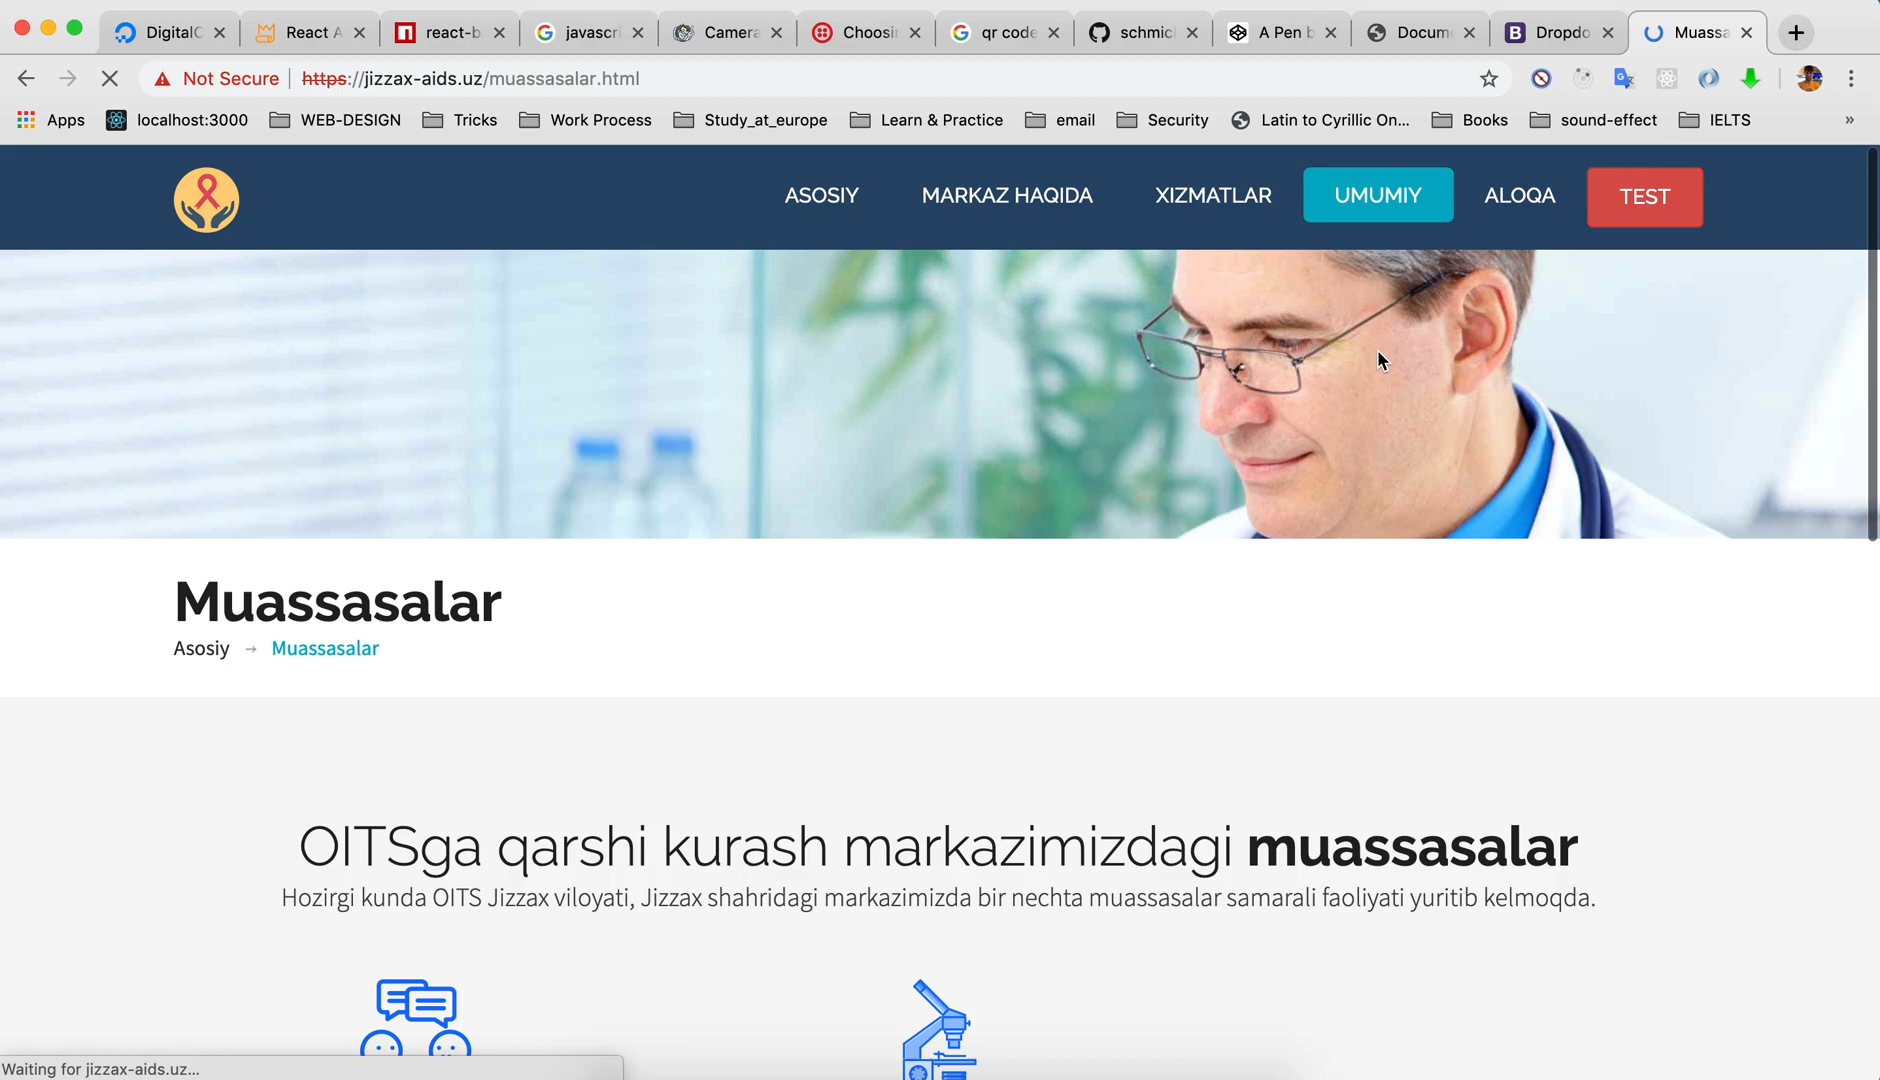 DigitalO
React A
react-b
javascri
Camera
Choosi
qr code
schmic
A Pen b
Docum
Dropdo
Muassa
Not Secure https://jizzax-aids.uz/muassasalar.html
Apps localhost:3000 WEB-DESIGN Tricks Work Process Study_at_europe Learn & Practice email Security Latin to Cyrillic On... Books sound-effect IELTS »
ASOSIY MARKAZ HAQIDA XIZMATLAR UMUMIY ALOQA TEST
Muassasalar
Asosiy → Muassasalar
OITSga qarshi kurash markazimizdagi muassasalar
Hozirgi kunda OITS Jizzax viloyati, Jizzax shahridagi markazimizda bir nechta muassasalar samarali faoliyati yuritib kelmoqda.
Waiting for jizzax-aids.uz...